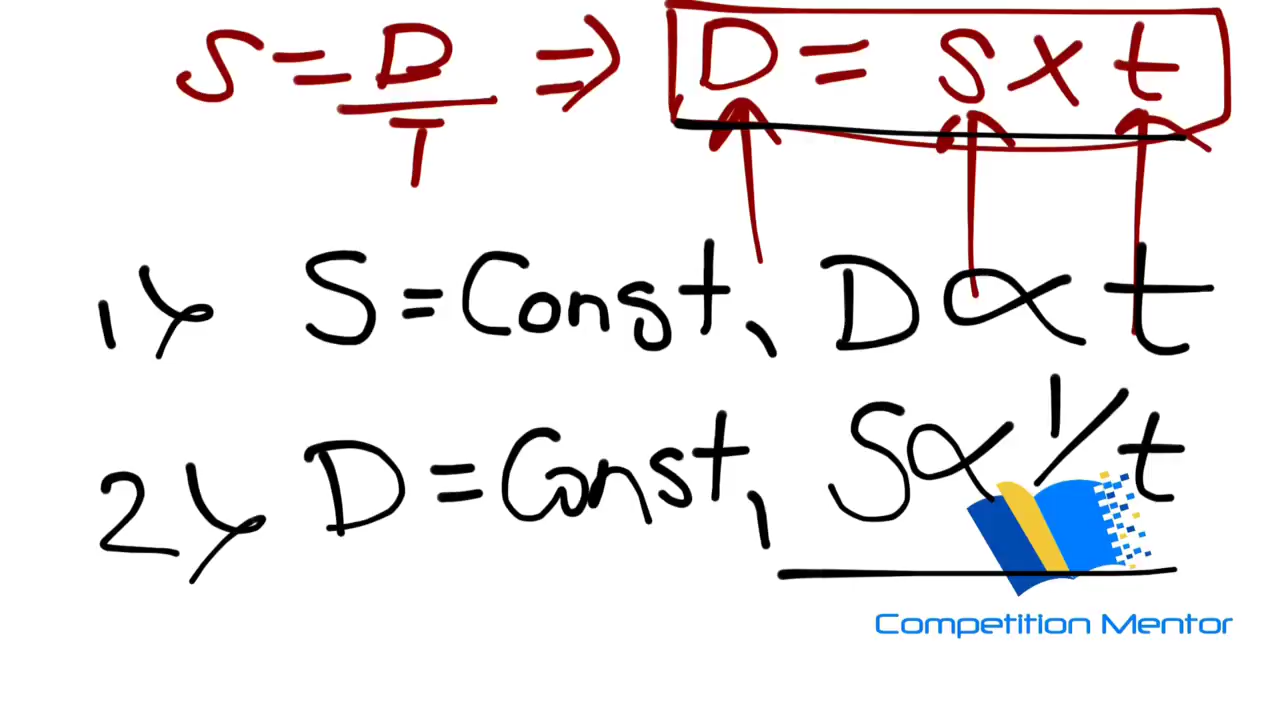 S = D/T ⇒ D = S × t
1) S = Const, D ∝ t
2) D = Const, S ∝ 1/t
Competition Mentor